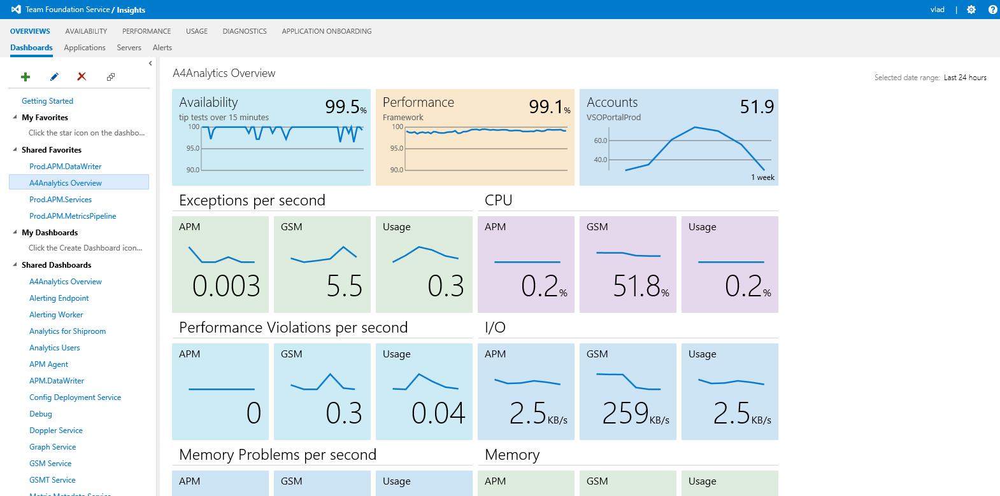 Team Foundation Service / Insights
vlad |
OVERVIEWS AVAILABILITY PERFORMANCE USAGE DIAGNOSTICS APPLICATION ONBOARDING
Dashboards Applications Servers Alerts
Getting Started
My Favorites
Click the star icon on the dashbo...
Shared Favorites
Prod.APM.DataWriter
A4Analytics Overview
Prod.APM.Services
Prod.APM.MetricsPipeline
My Dashboards
Click the Create Dashboard icon...
Shared Dashboards
A4Analytics Overview
Alerting Endpoint
Alerting Worker
Analytics for Shiproom
Analytics Users
APM Agent
APM.DataWriter
Config Deployment Service
Debug
Doppler Service
Graph Service
GSM Service
GSMT Service
Metric Metadata Service
A4Analytics Overview
Selected date range: Last 24 hours
Availability
99.5%
tip tests over 15 minutes
100
95.0
90.0
Performance
99.1%
Framework
100
95.0
90.0
Accounts
51.9
VSOPortalProd
60.0
40.0
1 week
Exceptions per second
APM
0.003
GSM
5.5
Usage
0.3
CPU
APM
0.2%
GSM
51.8%
Usage
0.2%
Performance Violations per second
APM
0
GSM
0.3
Usage
0.04
I/O
APM
2.5KB/s
GSM
259KB/s
Usage
2.5KB/s
Memory Problems per second
APM
GSM
Usage
Memory
APM
GSM
Usage